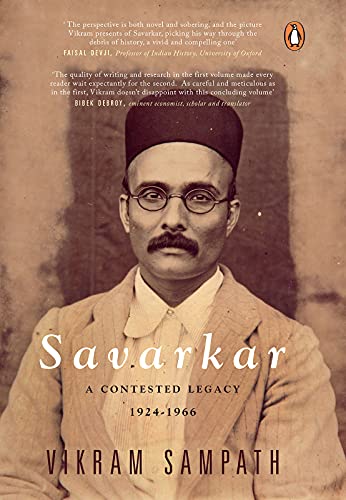 'The perspective is both novel and sobering, and the picture
Vikram presents of Savarkar, picking his way through the
debris of history, a vivid and compelling one'
FAISAL DEVJI, Professor of Indian History, University of Oxford
'The quality of writing and research in the first volume made every
reader wait expectantly for the second. As careful and meticulous as
in the first, Vikram doesn't disappoint with this concluding volume'
BIBEK DEBROY, eminent economist, scholar and translator
Savarkar
A CONTESTED LEGACY
1924-1966
VIKRAM SAMPATH